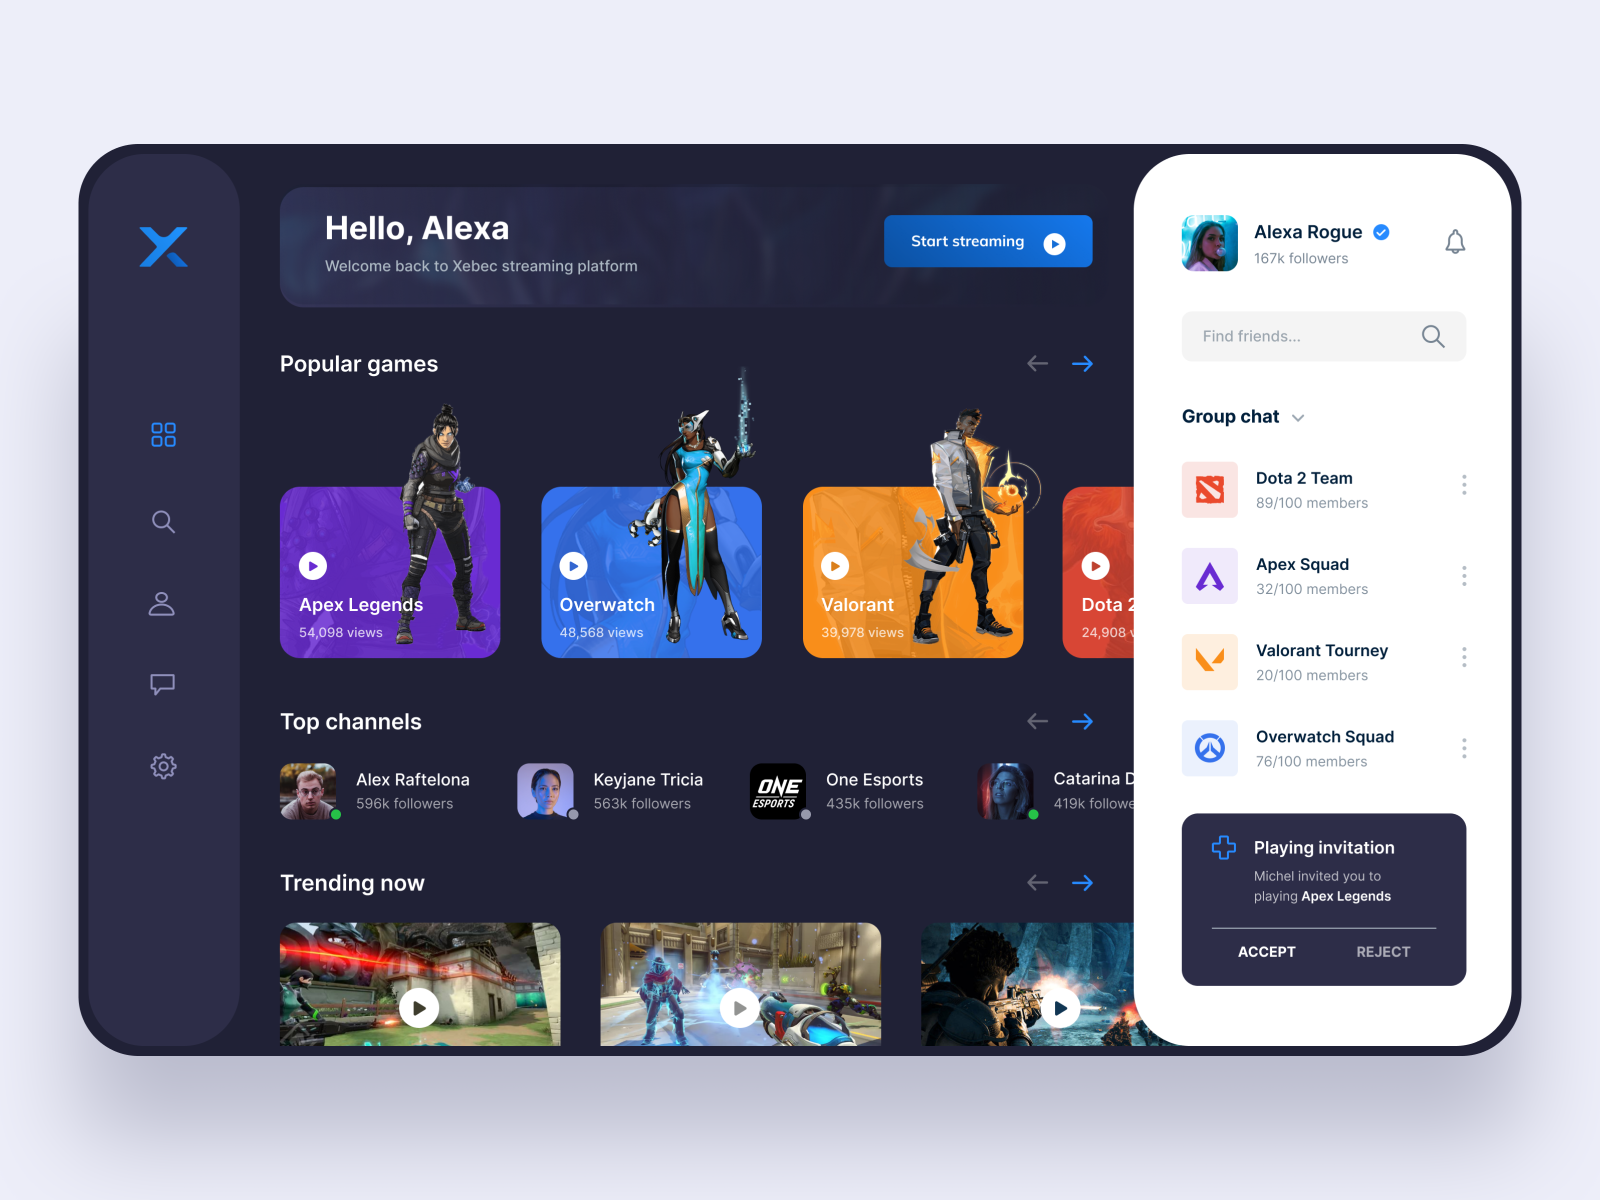 Hello, Alexa
Welcome back to Xebec streaming platform
Start streaming
Popular games
Apex Legends
54,098 views
Overwatch
48,568 views
Valorant
39,978 views
Dota 2
24,908 v
Top channels
Alex Raftelona
596k followers
Keyjane Tricia
563k followers
ONE
ESPORTS
One Esports
435k followers
Catarina D
419k followe
Trending now
Alexa Rogue
167k followers
Find friends...
Group chat
Dota 2 Team
89/100 members
Apex Squad
32/100 members
Valorant Tourney
20/100 members
Overwatch Squad
76/100 members
Playing invitation
Michel invited you to
playing Apex Legends
ACCEPT
REJECT